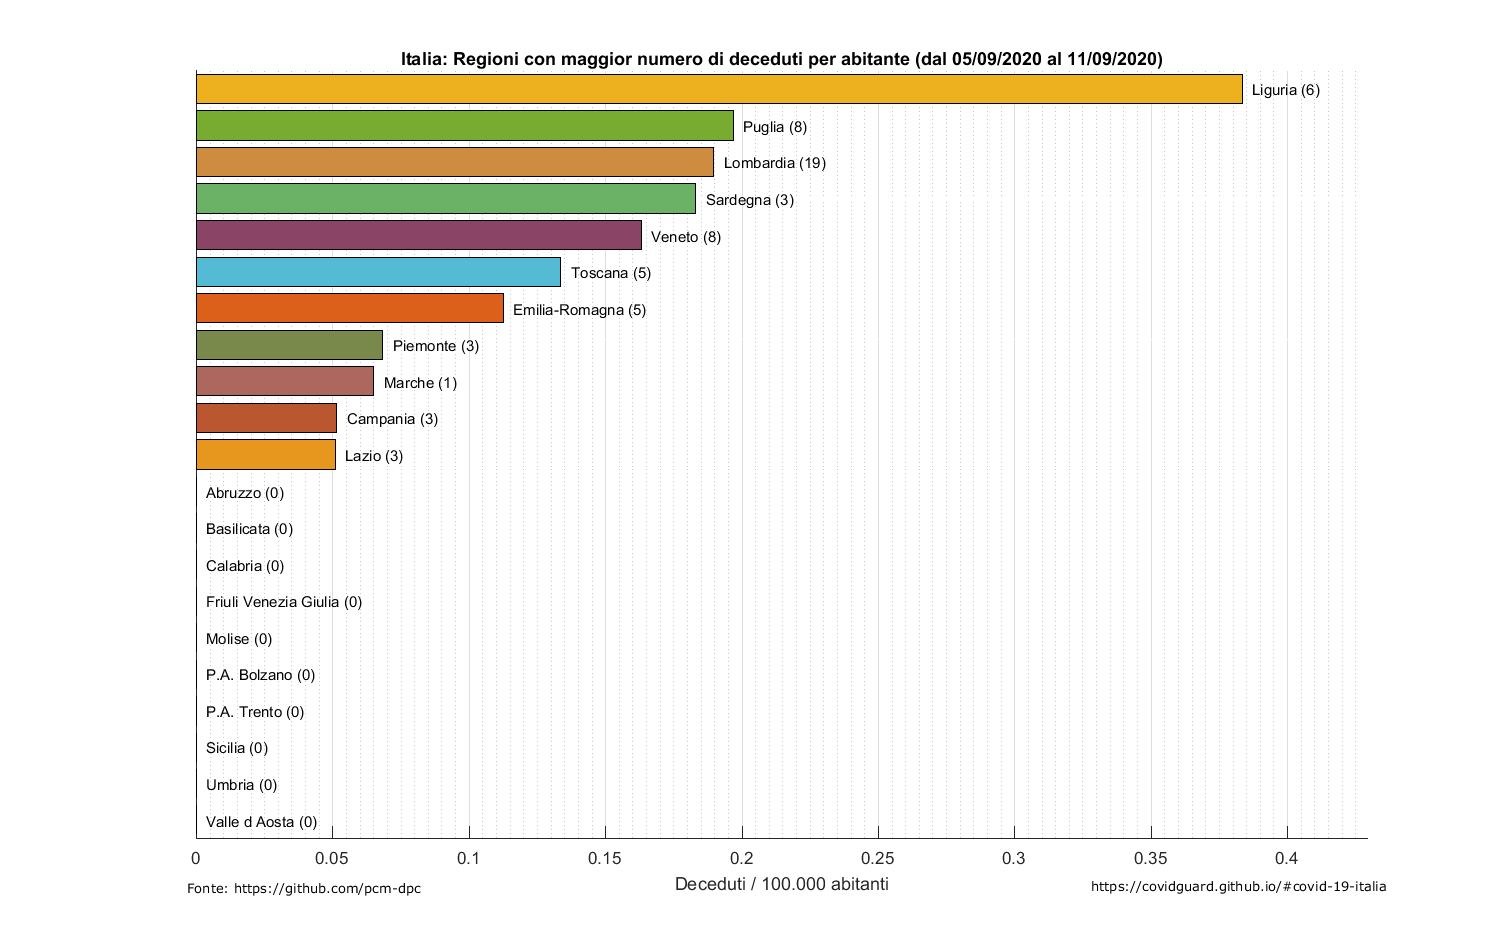 Italia: Regioni con maggior numero di deceduti per abitante (dal 05/09/2020 al 11/09/2020)
Liguria (6)
Puglia (8)
Lombardia (19)
Sardegna (3)
Veneto (8)
Toscana (5)
Emilia-Romagna (5)
Piemonte (3)
Marche (1)
Campania (3)
Lazio (3)
Abruzzo (0)
Basilicata (0)
Calabria (0)
Friuli Venezia Giulia (0)
Molise (0)
P.A. Bolzano (0)
P.A. Trento (0)
Sicilia (0)
Umbria (0)
Valle d Aosta (0)
0 0.05 0.1 0.15 0.2 0.25 0.3 0.35 0.4
Deceduti / 100.000 abitanti
Fonte: https://github.com/pcm-dpc
https://covidguard.github.io/#covid-19-italia